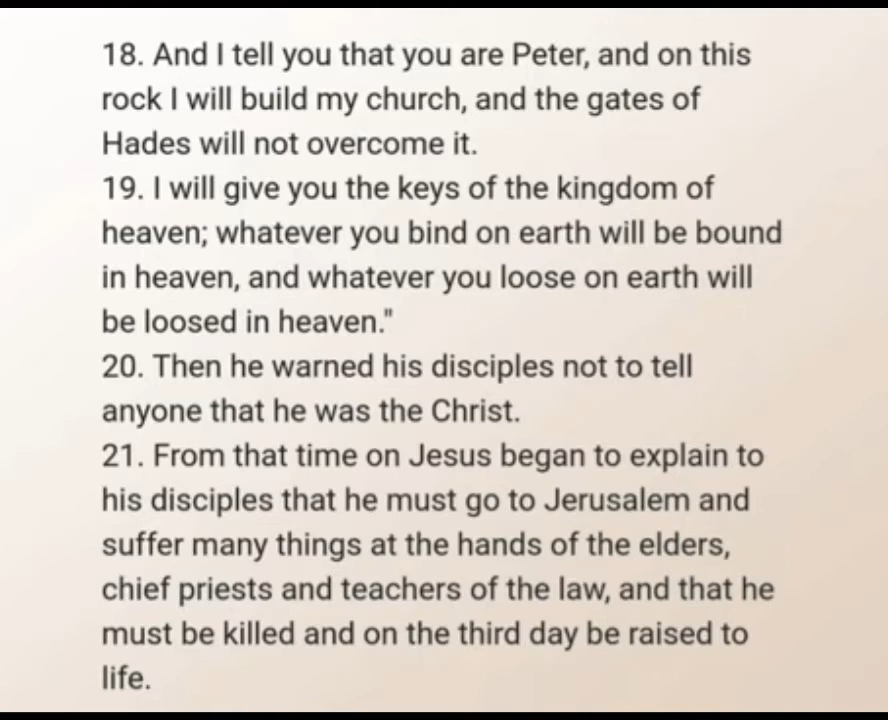 18. And I tell you that you are Peter, and on this
rock I will build my church, and the gates of
Hades will not overcome it.
19. I will give you the keys of the kingdom of
heaven; whatever you bind on earth will be bound
in heaven, and whatever you loose on earth will
be loosed in heaven."
20. Then he warned his disciples not to tell
anyone that he was the Christ.
21. From that time on Jesus began to explain to
his disciples that he must go to Jerusalem and
suffer many things at the hands of the elders,
chief priests and teachers of the law, and that he
must be killed and on the third day be raised to
life.